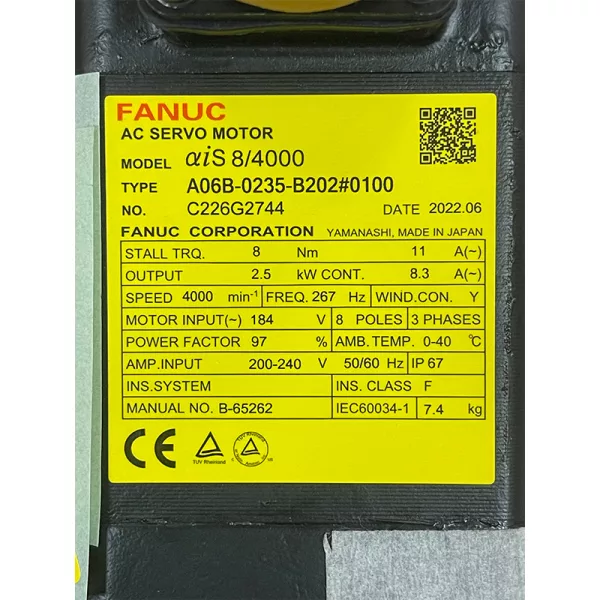 FANUC
AC SERVO MOTOR
MODEL αiS 8/4000
TYPE A06B-0235-B202#0100
NO. C226G2744 DATE 2022.06
FANUC CORPORATION YAMANASHI, MADE IN JAPAN
STALL TRQ. 8 Nm 11 A(~)
OUTPUT 2.5 kW CONT. 8.3 A(~)
SPEED 4000 min⁻¹ FREQ. 267 Hz WIND.CON. Y
MOTOR INPUT(~) 184 V 8 POLES 3 PHASES
POWER FACTOR 97 % AMB.TEMP. 0-40 ℃
AMP.INPUT 200-240 V 50/60 Hz IP 67
INS.SYSTEM INS. CLASS F
MANUAL NO. B-65262 IEC60034-1 7.4 kg
CE
TUV Rheinland